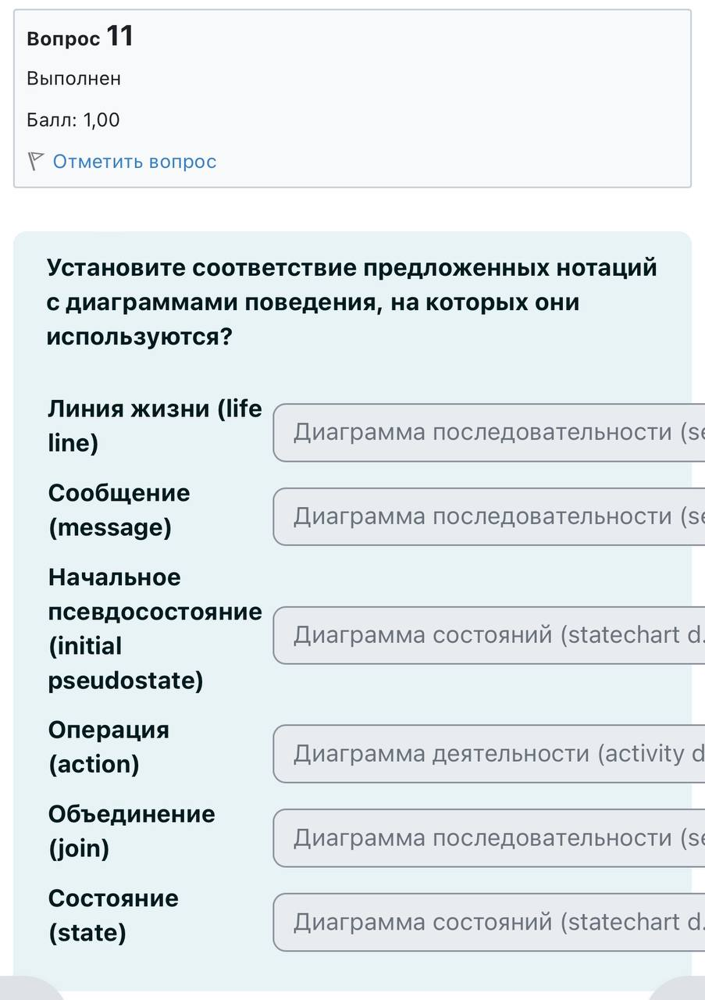 Вопрос 11
Выполнен
Балл: 1,00
Отметить вопрос
Установите соответствие предложенных нотаций
с диаграммами поведения, на которых они
используются?
Линия жизни (life
line)
Диаграмма последовательности (se
Сообщение
(message)
Диаграмма последовательности (se
Начальное
псевдосостояние
(initial
pseudostate)
Диаграмма состояний (statechart d.
Операция
(action)
Диаграмма деятельности (activity d
Объединение
(join)
Диаграмма последовательности (se
Состояние
(state)
Диаграмма состояний (statechart d.